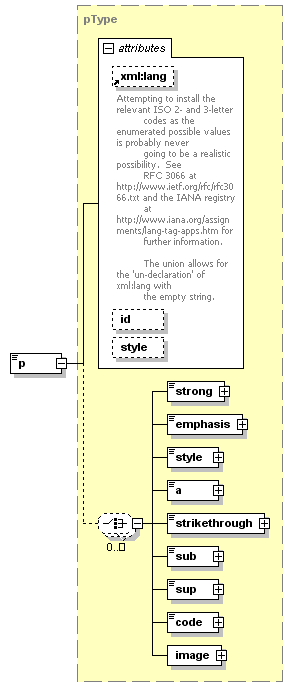 pType
attributes
xml:lang
Attempting to install the
relevant ISO 2- and 3-letter
codes as the
enumerated possible values
is probably never
going to be a realistic
possibility. See
RFC 3066 at
http://www.ietf.org/rfc/rfc30
66.txt and the IANA registry
at
http://www.iana.org/assign
ments/lang-tag-apps.htm for
further information.
The union allows for
the 'un-declaration' of
xml:lang with
the empty string.
id
style
p
strong
emphasis
style
a
strikethrough
0..
sub
sup
code
image